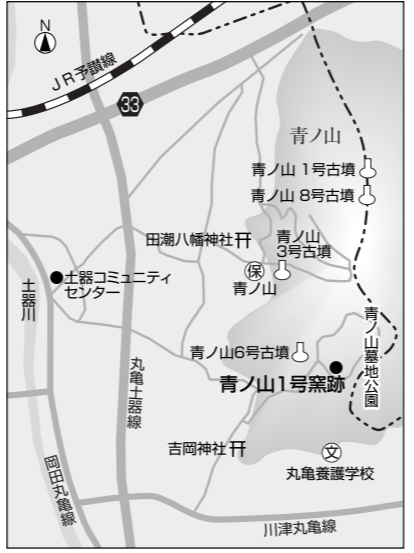 N
JR予讃線
33
青ノ山
青ノ山 1号古墳
青ノ山 8号古墳
田潮八幡神社
青ノ山
3号古墳
保
青ノ山
土器コミュニティ
センター
土器川
青ノ山墓地公園
丸亀土器線
青ノ山6号古墳
青ノ山1号窯跡
吉岡神社
文
丸亀養護学校
岡田丸亀線
川津丸亀線